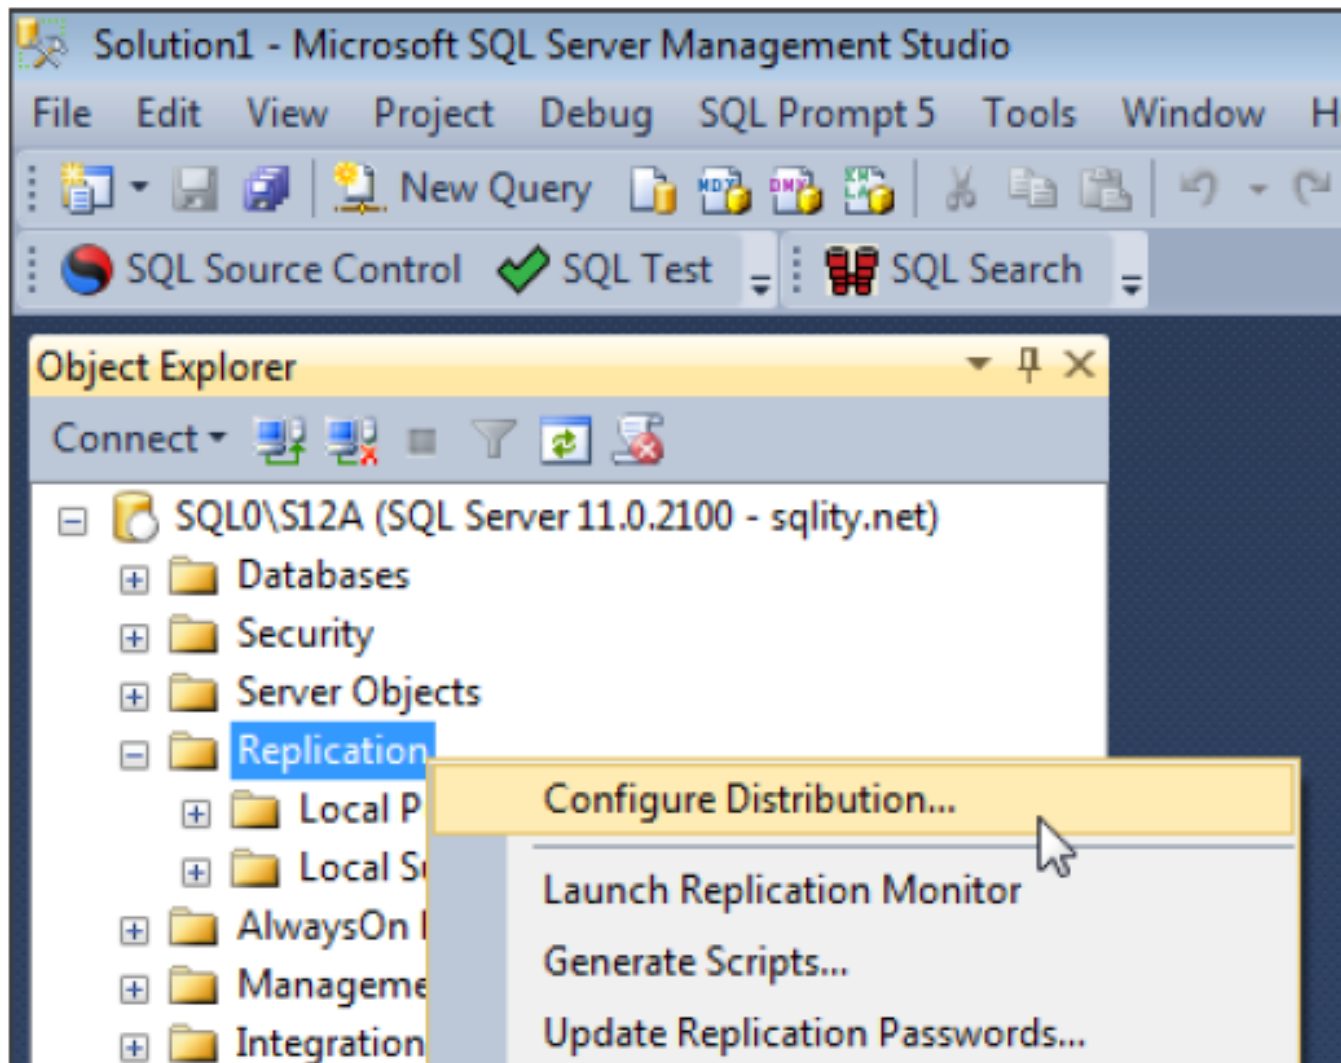 Solution1 - Microsoft SQL Server Management Studio
File Edit View Project Debug SQL Prompt 5 Tools Window
New Query MDX DMX XMLA
SQL Source Control SQL Test SQL Search
Object Explorer
Connect
SQL0\S12A (SQL Server 11.0.2100 - sqlity.net)
Databases
Security
Server Objects
Replication
Configure Distribution...
Local P
Launch Replication Monitor
Local S
AlwaysOn
Generate Scripts...
Manageme
Update Replication Passwords...
Integration